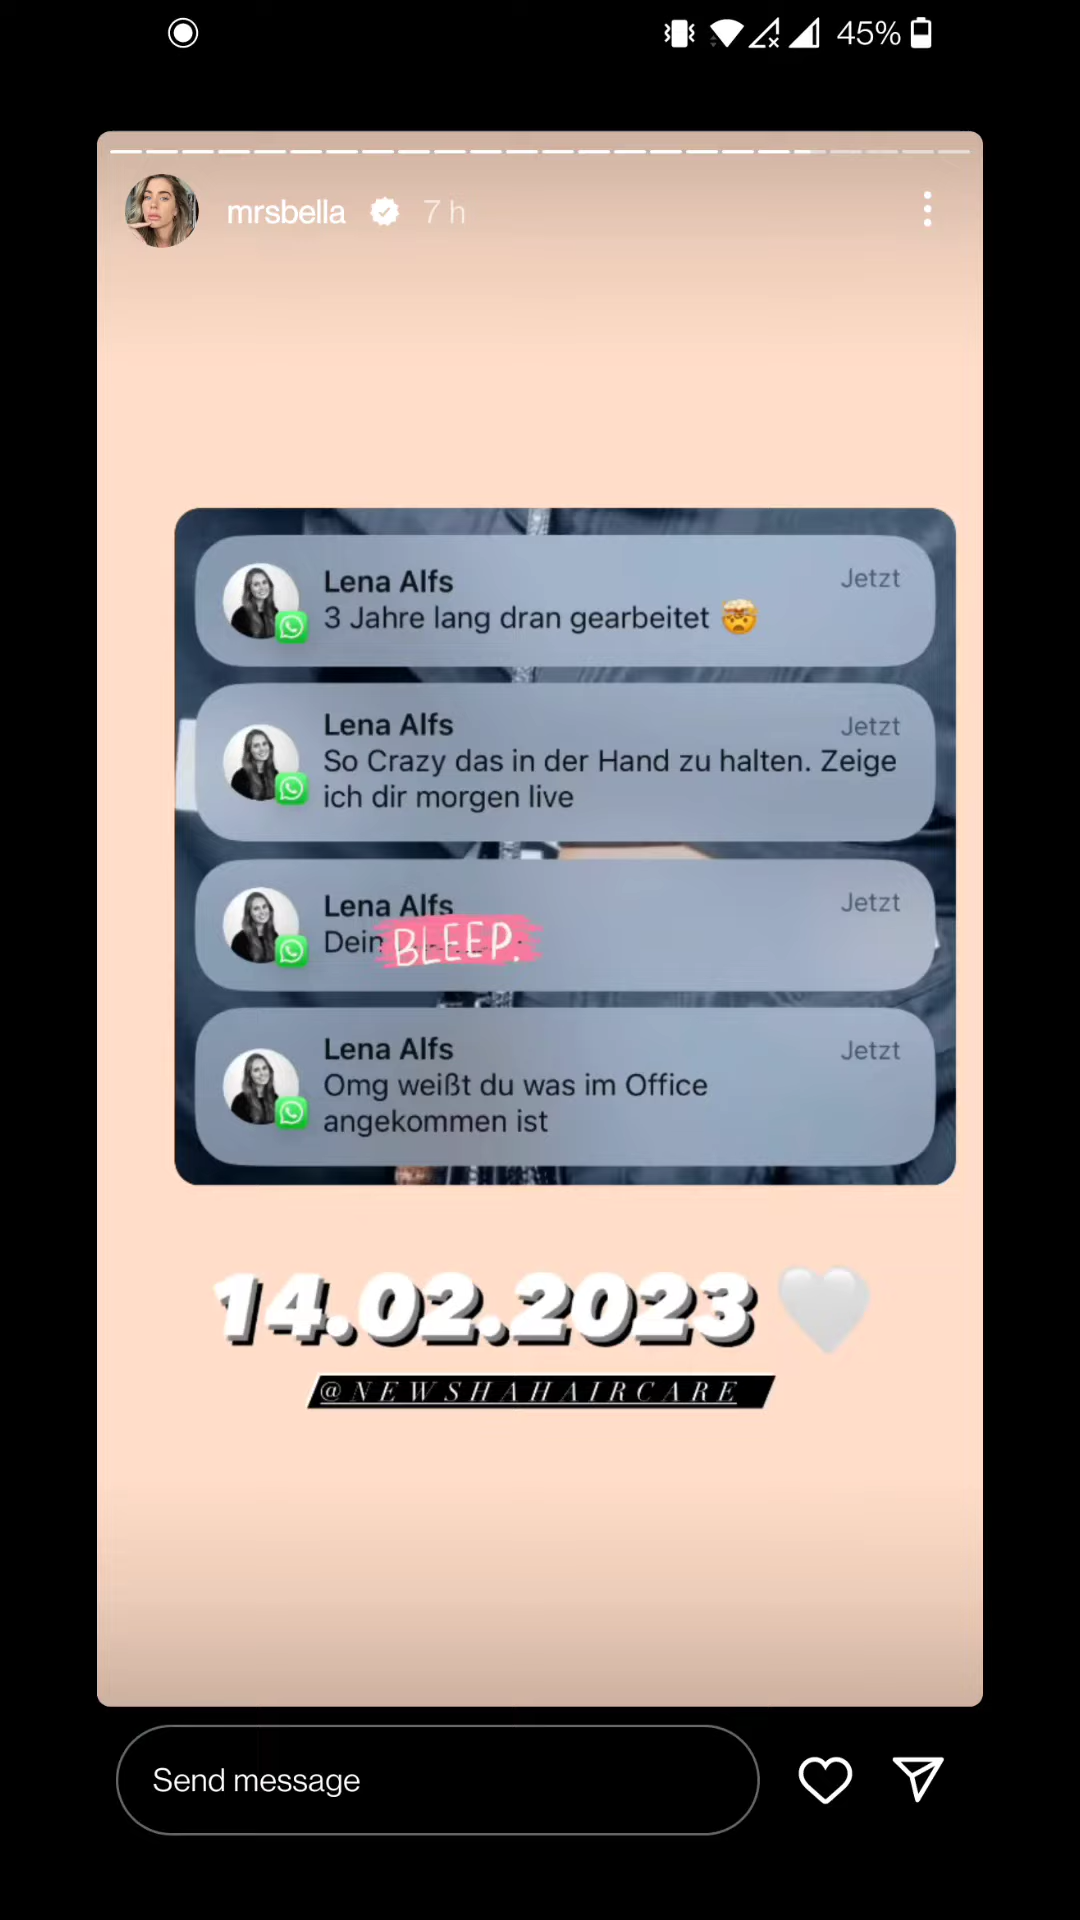 45%
mrsbella
7 h
Lena Alfs
Jetzt
3 Jahre lang dran gearbeitet 🤯
Lena Alfs
Jetzt
So Crazy das in der Hand zu halten. Zeige
ich dir morgen live
Lena Alfs
Jetzt
Dein BLEEP.
Lena Alfs
Jetzt
Omg weißt du was im Office
angekommen ist
14.02.2023 🤍
@NEWSHAHAIRCARE
Send message